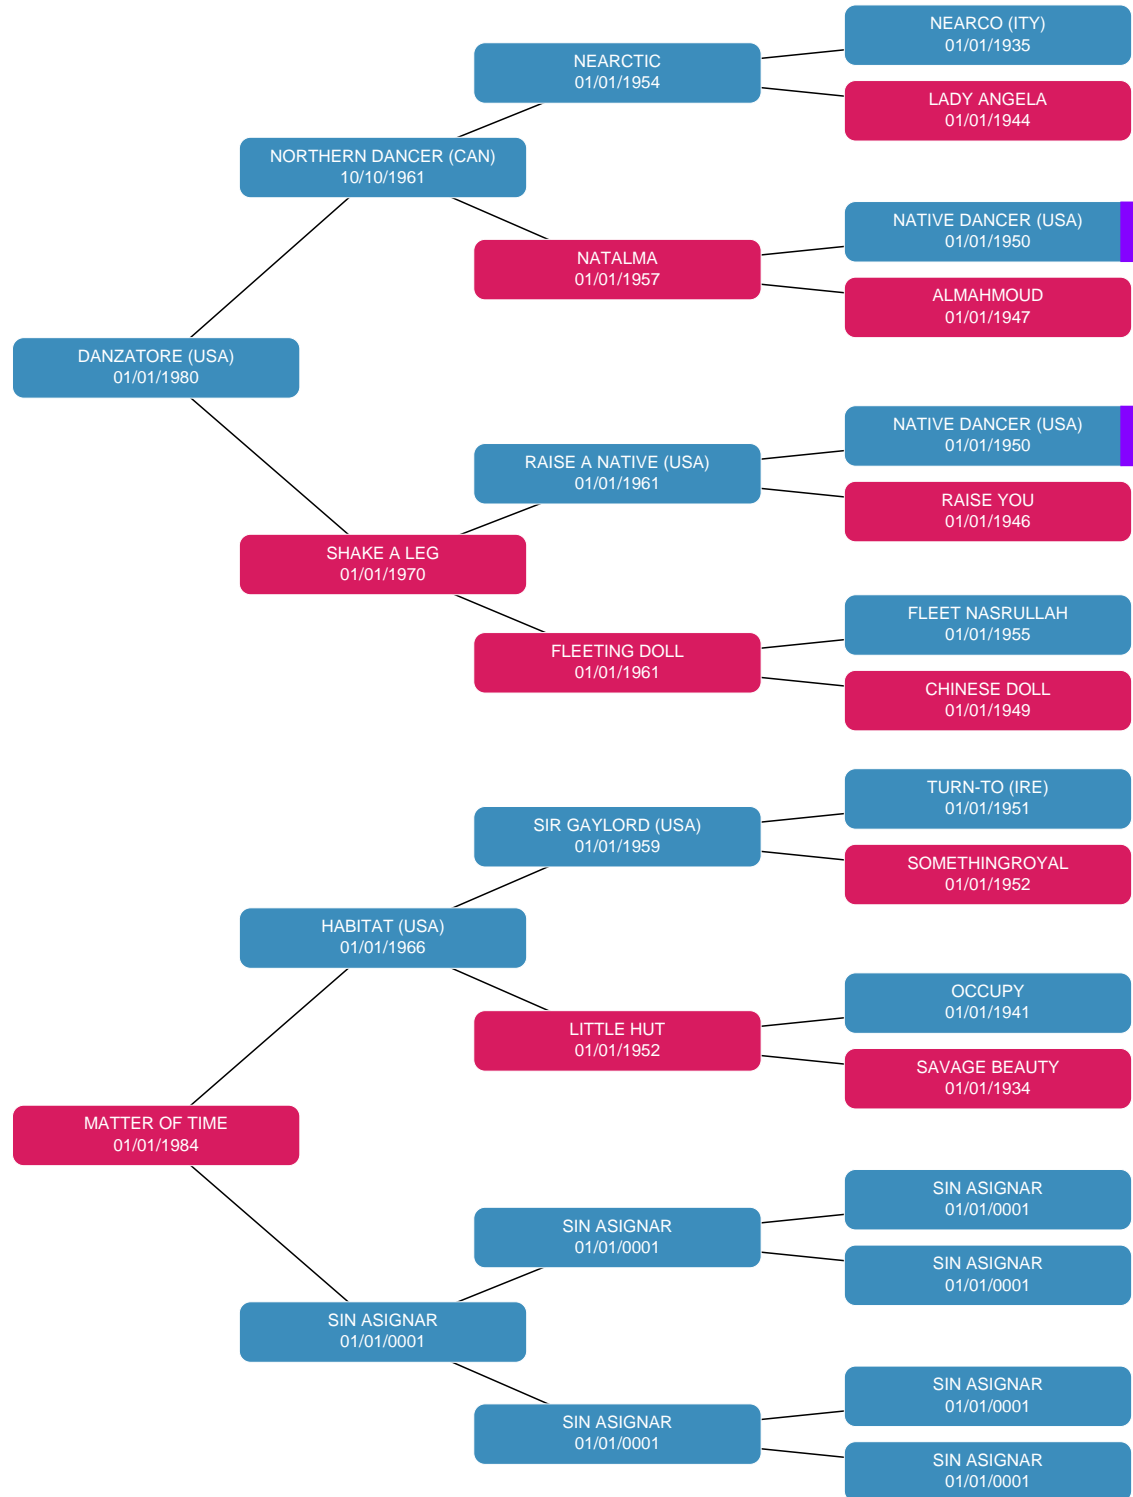 NEARCO (ITY)
01/01/1935
NEARCTIC
01/01/1954
LADY ANGELA
01/01/1944
NORTHERN DANCER (CAN)
10/10/1961
NATIVE DANCER (USA)
01/01/1950
NATALMA
01/01/1957
ALMAHMOUD
01/01/1947
DANZATORE (USA)
01/01/1980
NATIVE DANCER (USA)
01/01/1950
RAISE A NATIVE (USA)
01/01/1961
RAISE YOU
01/01/1946
SHAKE A LEG
01/01/1970
FLEET NASRULLAH
01/01/1955
FLEETING DOLL
01/01/1961
CHINESE DOLL
01/01/1949
TURN-TO (IRE)
01/01/1951
SIR GAYLORD (USA)
01/01/1959
SOMETHINGROYAL
01/01/1952
HABITAT (USA)
01/01/1966
OCCUPY
01/01/1941
LITTLE HUT
01/01/1952
SAVAGE BEAUTY
01/01/1934
MATTER OF TIME
01/01/1984
SIN ASIGNAR
01/01/0001
SIN ASIGNAR
01/01/0001
SIN ASIGNAR
01/01/0001
SIN ASIGNAR
01/01/0001
SIN ASIGNAR
01/01/0001
SIN ASIGNAR
01/01/0001
SIN ASIGNAR
01/01/0001